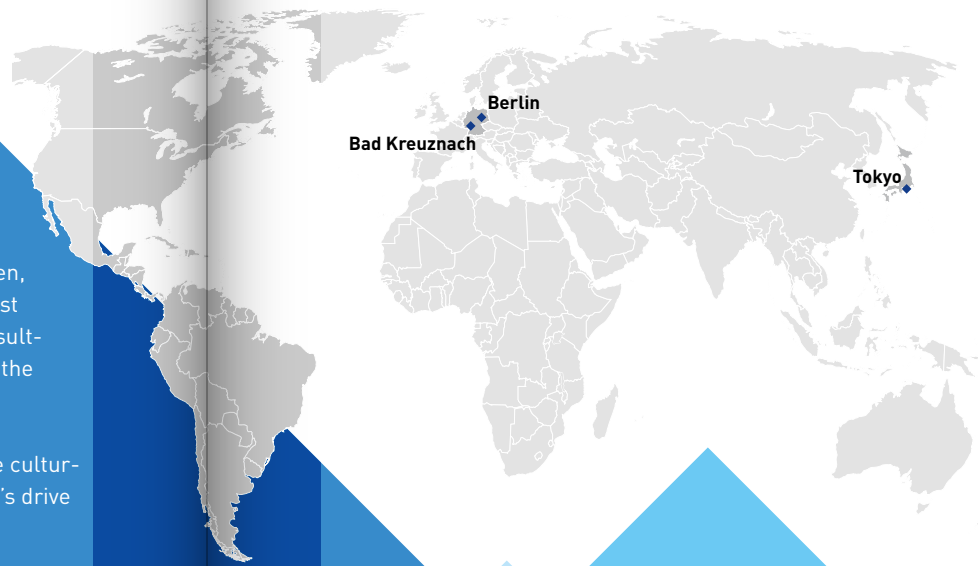 en,
st
sult-
the
e cultur-
's drive
Berlin
Bad Kreuznach
Tokyo